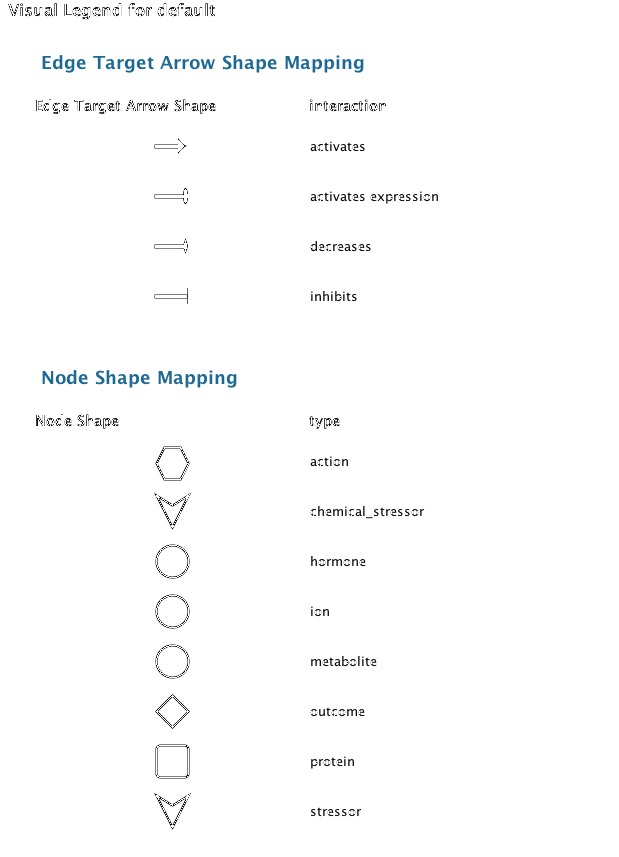 Visual Legend for default
Edge Target Arrow Shape Mapping
Edge Target Arrow Shape interaction
activates
activates expression
decreases
inhibits
Node Shape Mapping
Node Shape type
action
chemical_stressor
hormone
ion
metabolite
outcome
protein
stressor